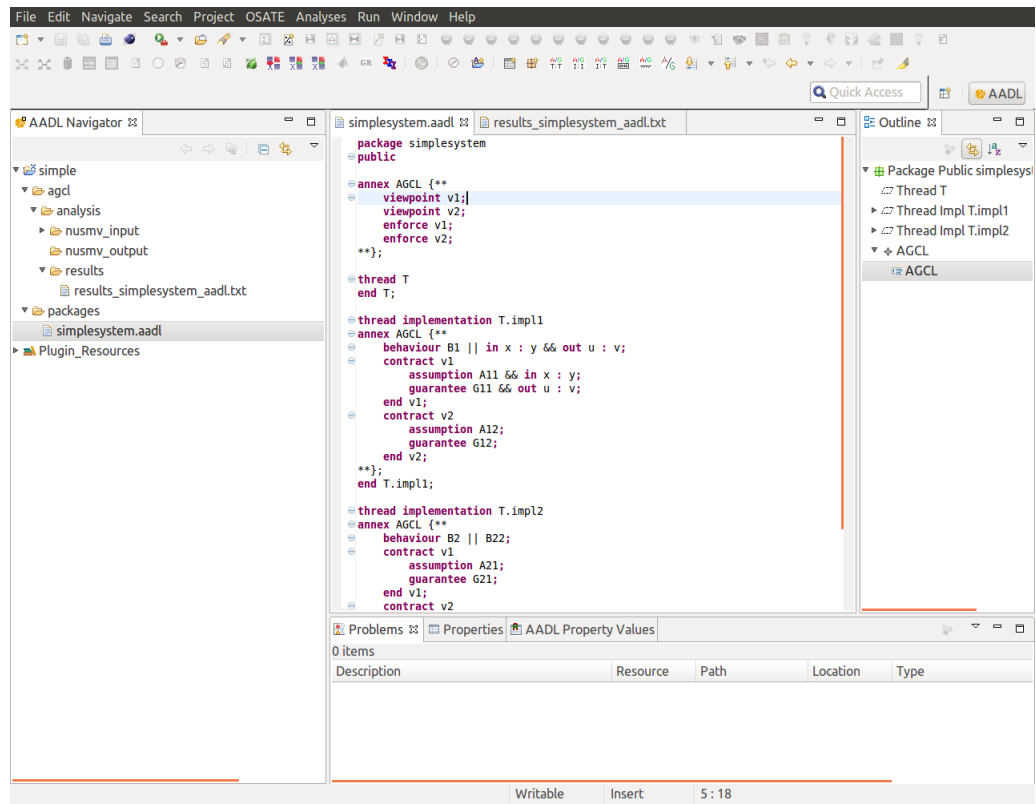 File Edit Navigate Search Project OSATE Analyses Run Window Help
Quick Access
AADL
AADL Navigator
simple
agcl
analysis
nusmv_input
nusmv_output
results
results_simplesystem_aadl.txt
packages
simplesystem.aadl
Plugin_Resources
simplesystem.aadl
results_simplesystem_aadl.txt
package simplesystem
public
annex AGCL {**
viewpoint v1;
viewpoint v2;
enforce v1;
enforce v2;
**};
thread T
end T;
thread implementation T.impl1
annex AGCL {**
behaviour B1 || in x : y && out u : v;
contract v1
assumption A11 && in x : y;
guarantee G11 && out u : v;
end v1;
contract v2
assumption A12;
guarantee G12;
end v2;
**};
end T.impl1;
thread implementation T.impl2
annex AGCL {**
behaviour B2 || B22;
contract v1
assumption A21;
guarantee G21;
end v1;
contract v2
Outline
Package Public simplesys
Thread T
Thread Impl T.impl1
Thread Impl T.impl2
AGCL
AGCL
Problems
Properties
AADL Property Values
0 items
Description Resource Path Location Type
Writable Insert 5 : 18